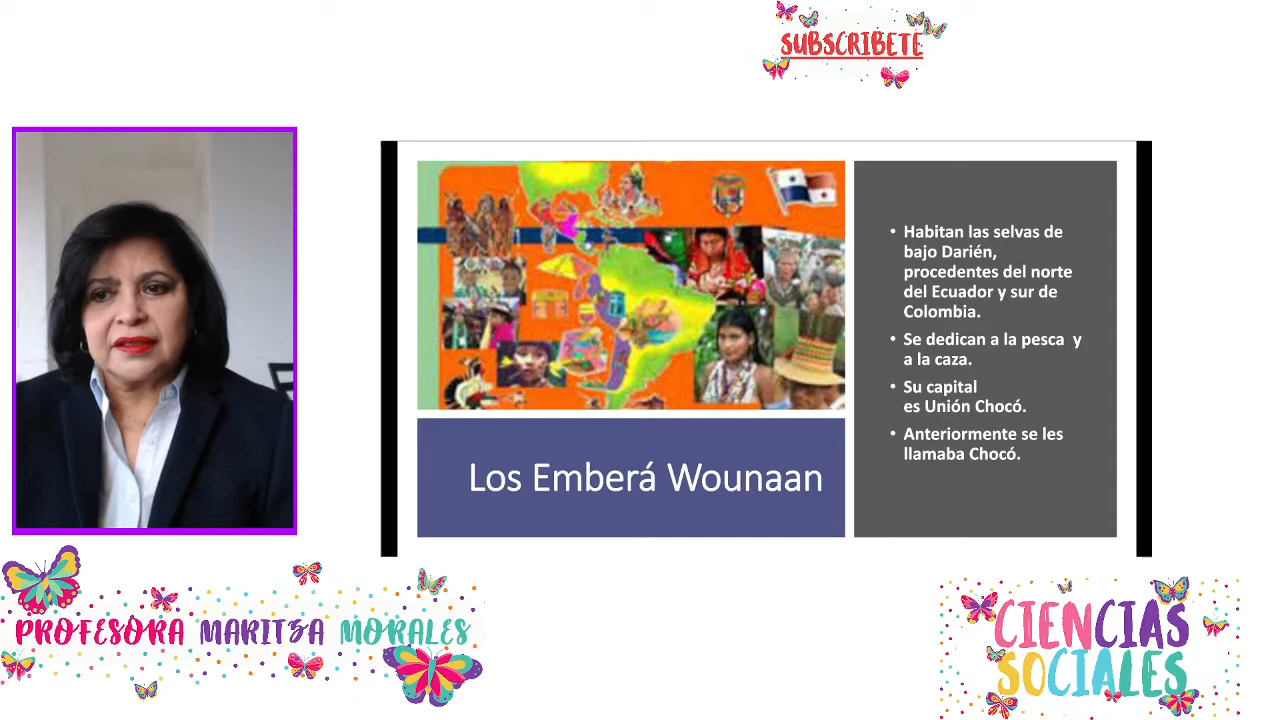 SUBSCRIBETE
• Habitan las selvas de
bajo Darién,
procedentes del norte
del Ecuador y sur de
Colombia.
• Se dedican a la pesca y
a la caza.
• Su capital
es Unión Chocó.
• Anteriormente se les
llamaba Chocó.
Los Emberá Wounaan
PROFESORA MARITZA MORALES
CIENCIAS
SOCIALES